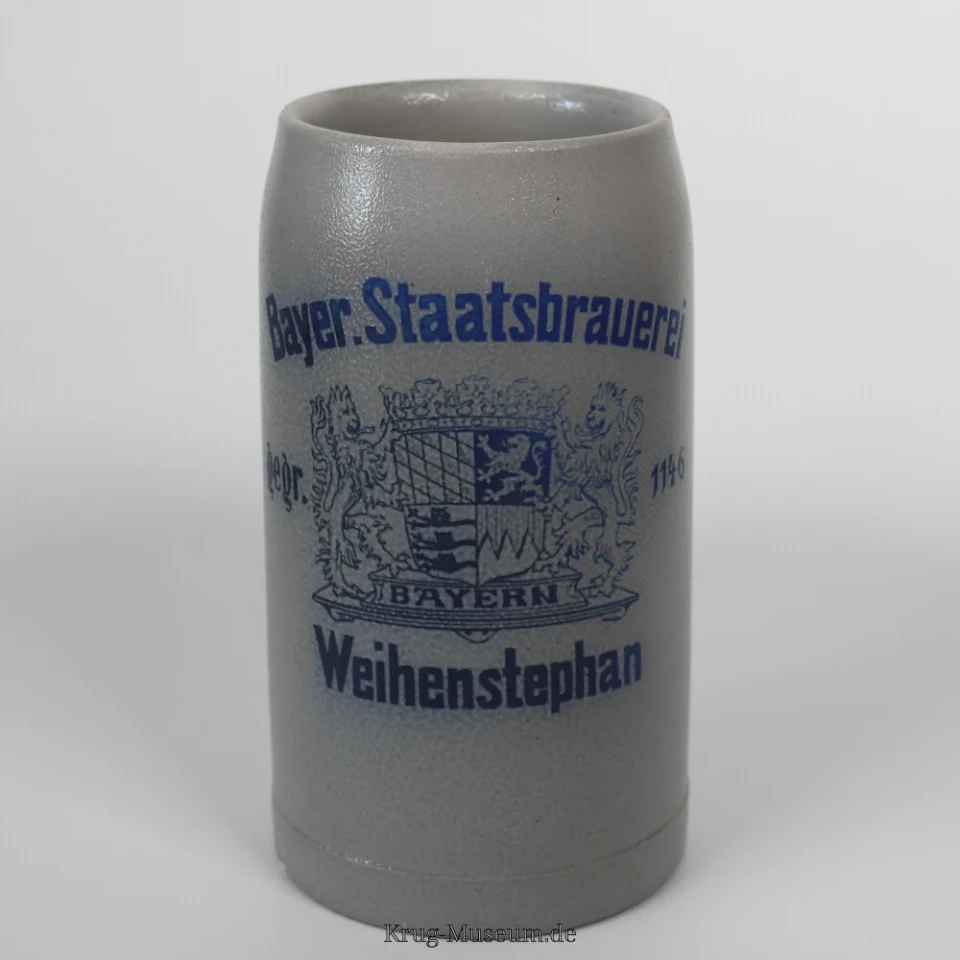 Bayer. Staatsbrauerei
gegr. 1146
BAYERN
Weihenstephan
Krug-Museum.de